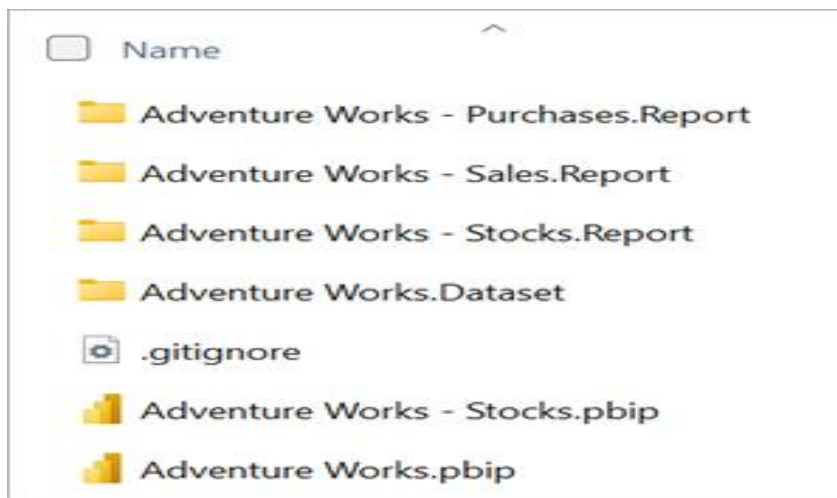 Name
Adventure Works - Purchases.Report
Adventure Works - Sales.Report
Adventure Works - Stocks.Report
Adventure Works.Dataset
.gitignore
Adventure Works - Stocks.pbip
Adventure Works.pbip